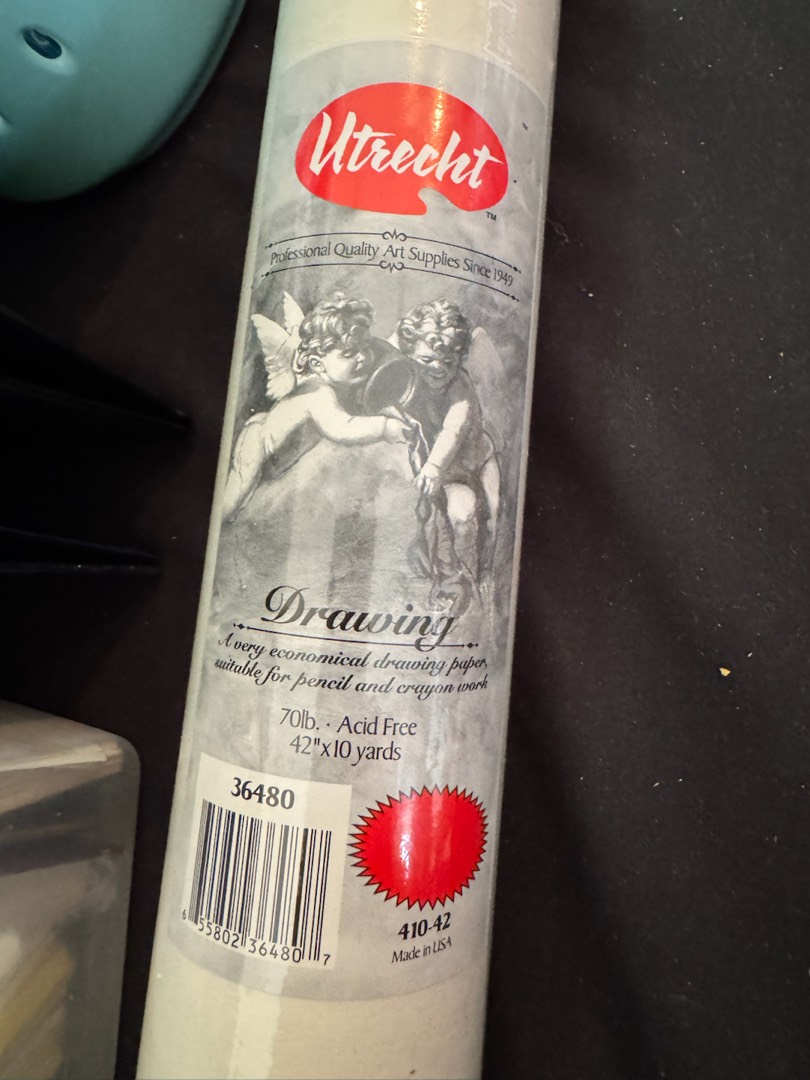 Utrecht
TM
Professional Quality Art Supplies Since 1949
Drawing
A very economical drawing paper,
suitable for pencil and crayon work
70lb. · Acid Free
42"x10 yards
36480
6 55802 36480 7
410-42
Made in USA